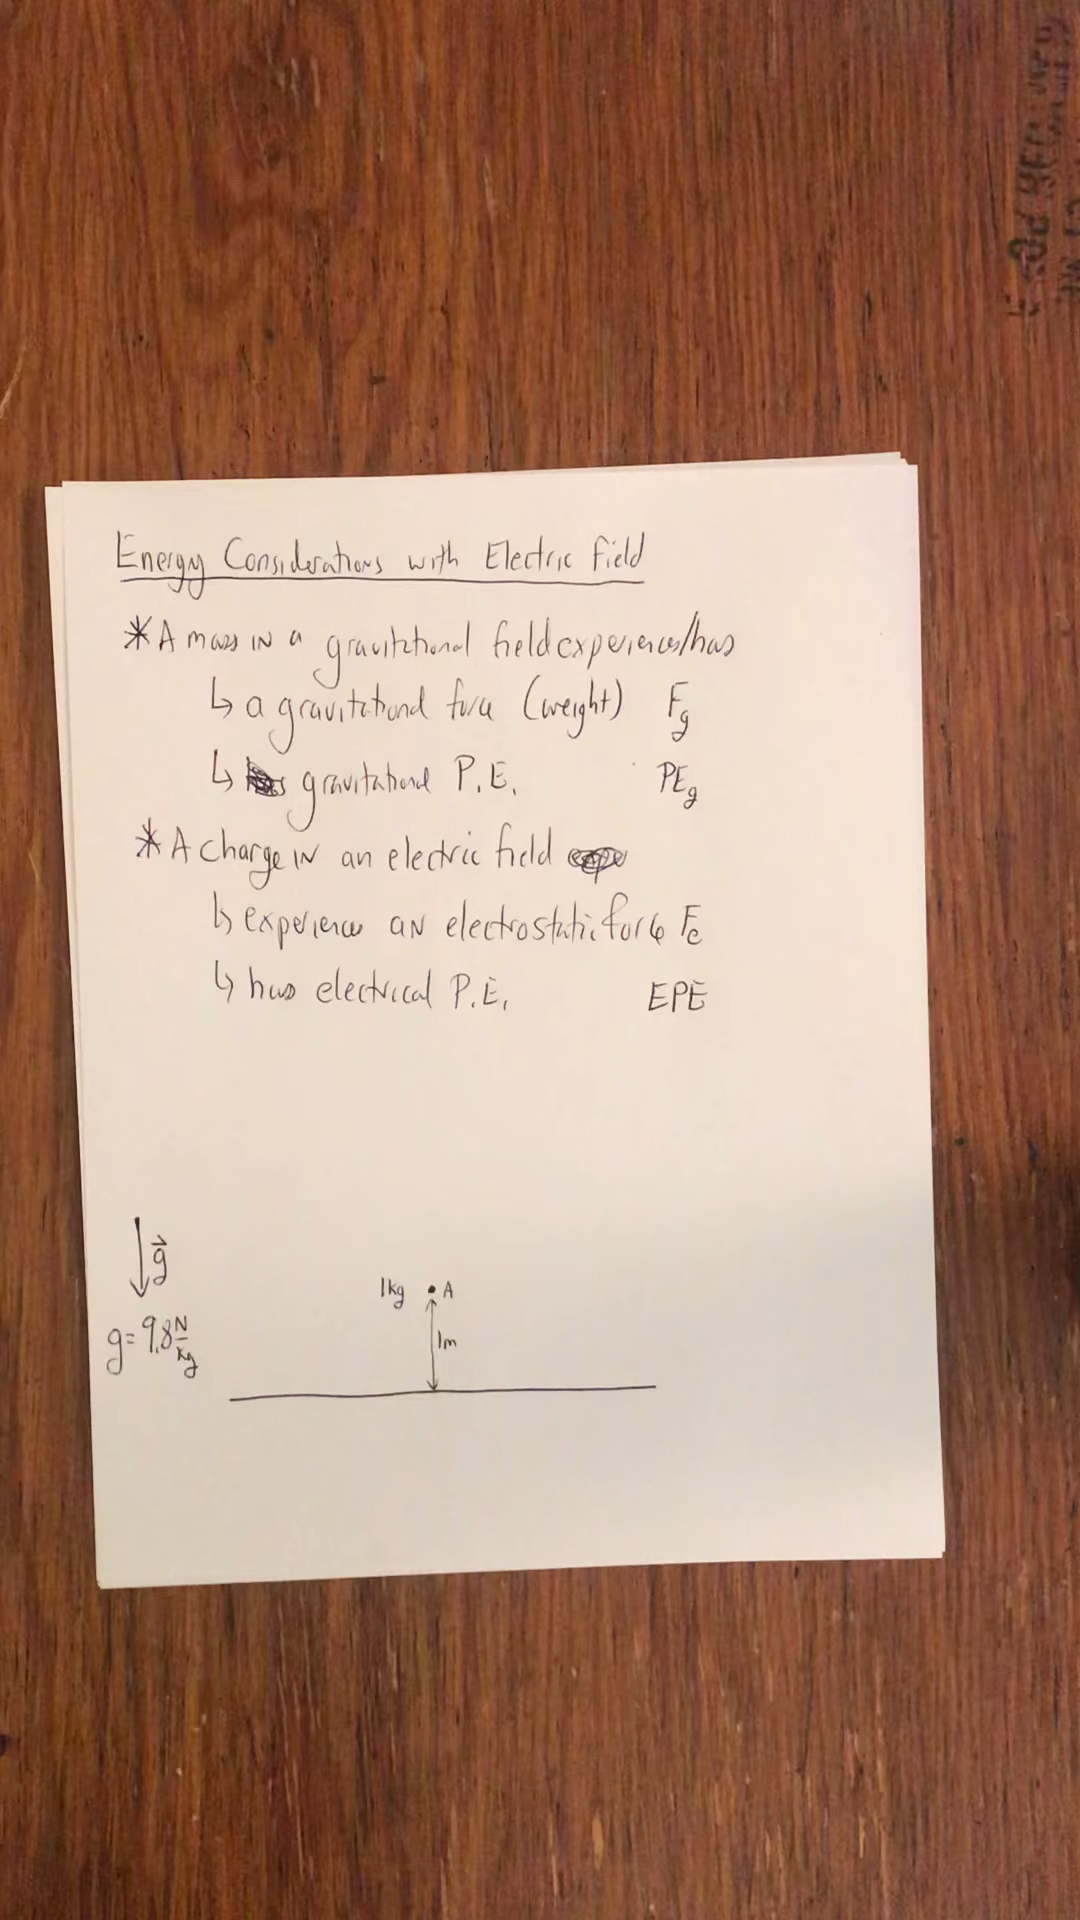 Energy Considerations with Electric Field
* A mass in a gravitational field experiences/has
↳ a gravitational force (weight) Fg
↳ gravitational P.E. PEg
* A charge in an electric field
↳ experience an electrostatic force Fe
↳ has electrical P.E. EPE
g
g = 9.8 N/kg
1kg • A
1m